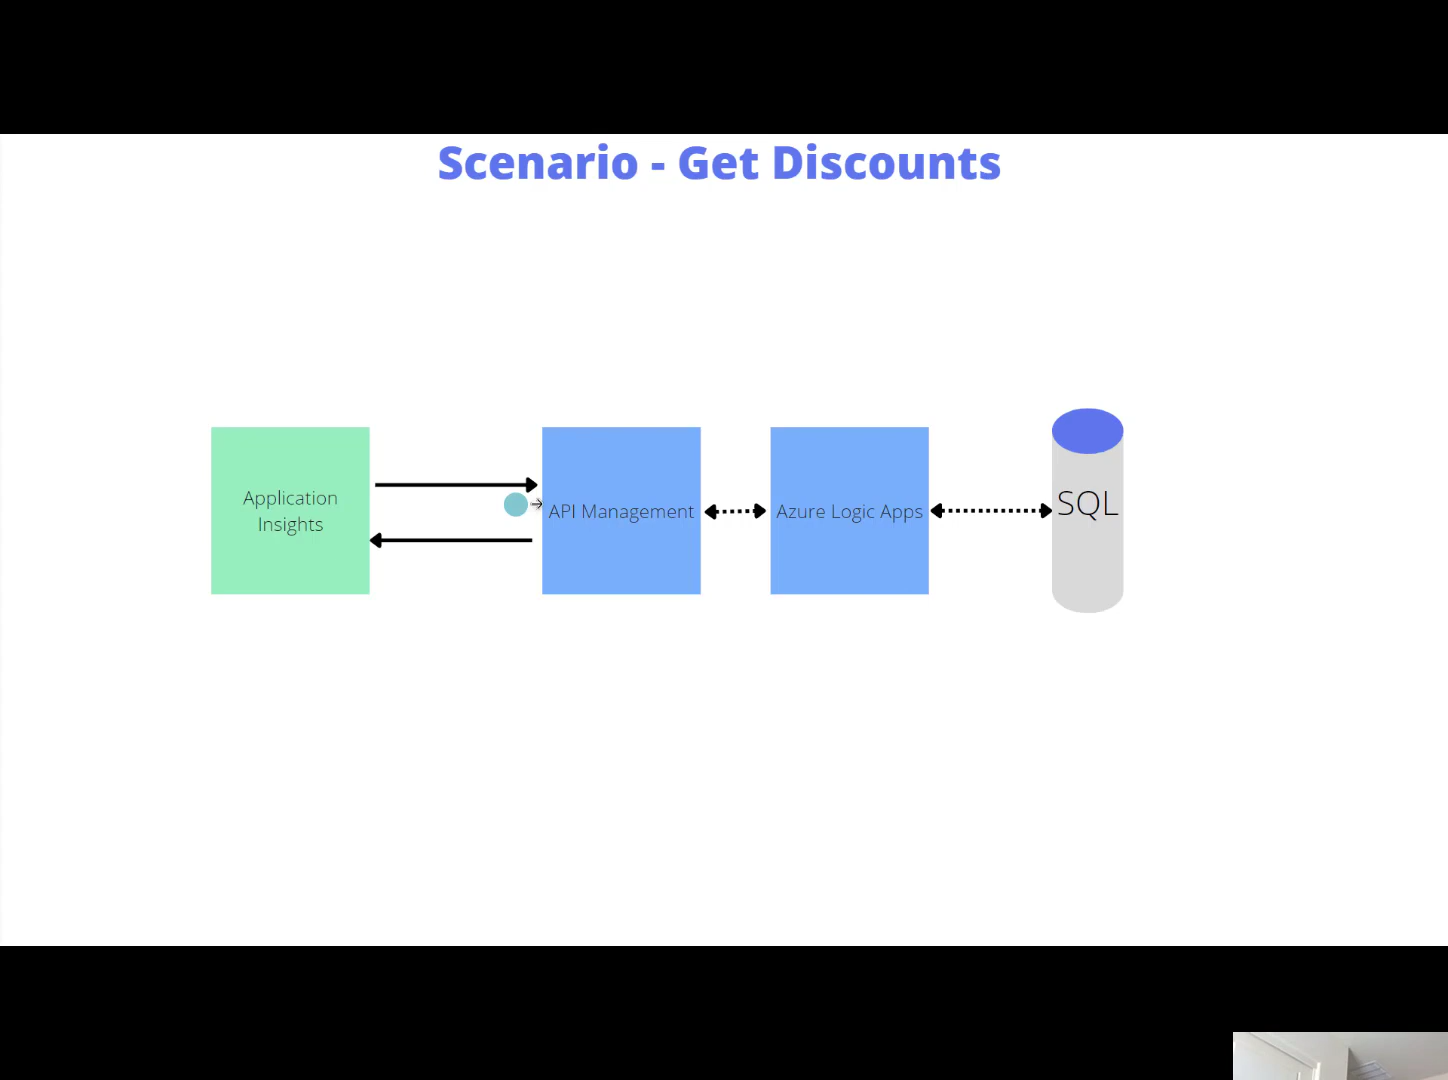 Scenario - Get Discounts
Application
Insights
API Management
Azure Logic Apps
SQL